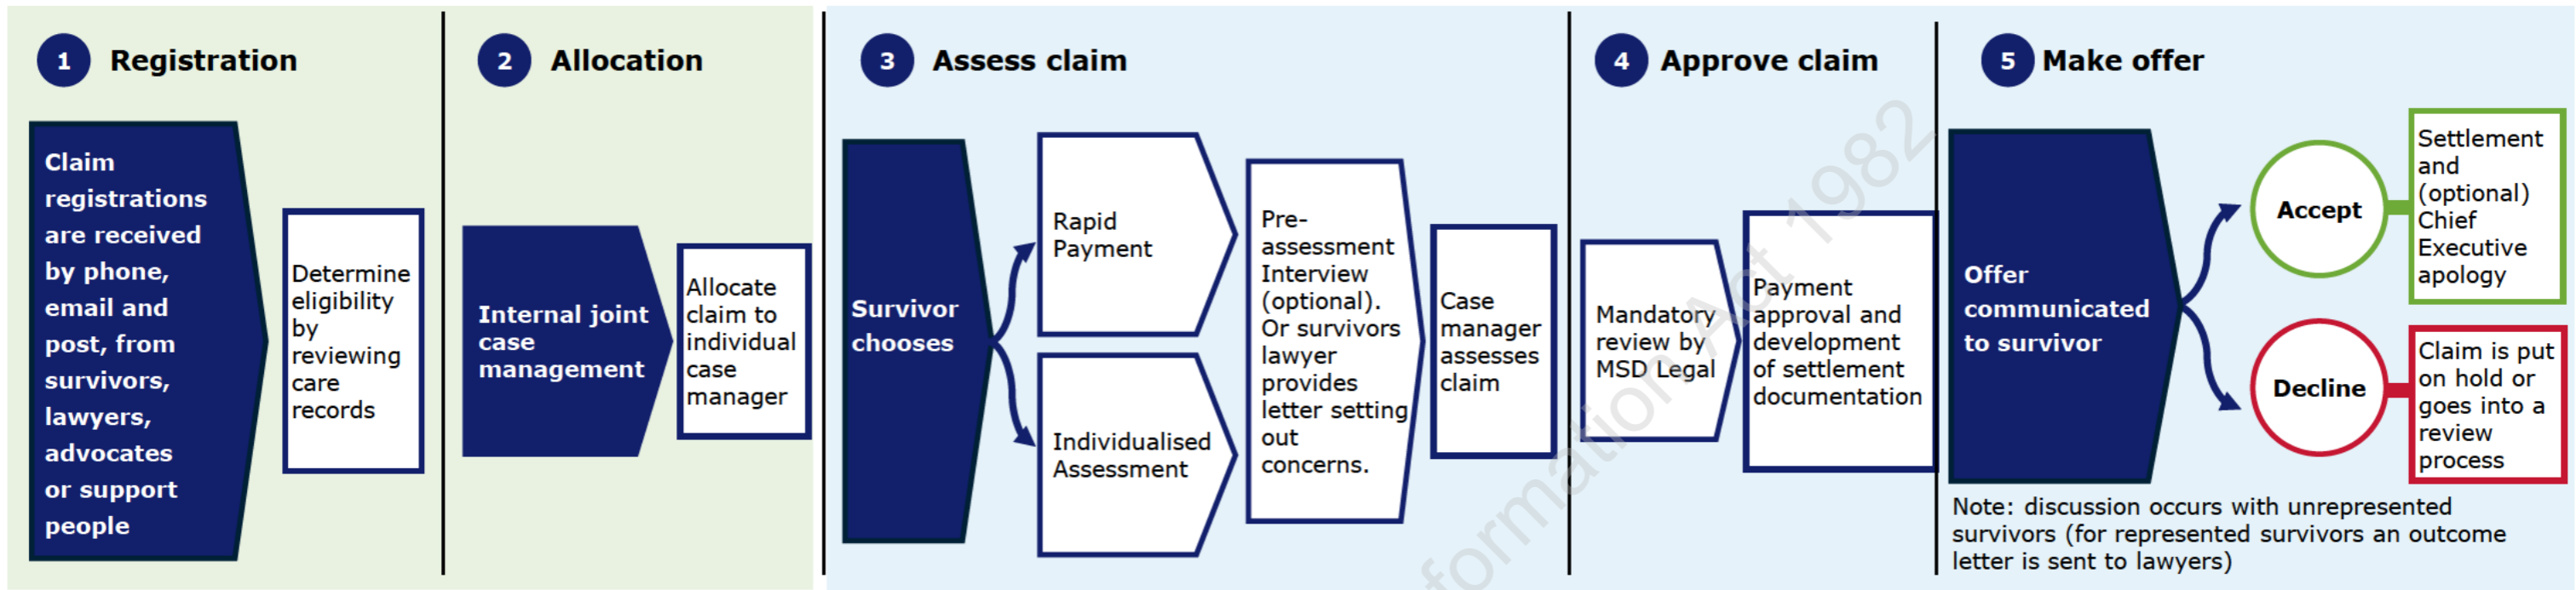 1 Registration
Claim
registrations
are received
by phone,
email and
post, from
survivors,
lawyers,
advocates
or support
people
Determine
eligibility
by
reviewing
care
records
2 Allocation
Internal joint
case
management
Allocate
claim to
individual
case
manager
3 Assess claim
Survivor
chooses
Rapid
Payment
Individualised
Assessment
Pre-
assessment
Interview
(optional).
Or survivors
lawyer
provides
letter setting
out
concerns.
Case
manager
assesses
claim
4 Approve claim
Mandatory
review by
MSD Legal
Payment
approval and
development
of settlement
documentation
5 Make offer
Offer
communicated
to survivor
Accept
Settlement
and
(optional)
Chief
Executive
apology
Decline
Claim is put
on hold or
goes into a
review
process
Note: discussion occurs with unrepresented
survivors (for represented survivors an outcome
letter is sent to lawyers)
formation Act 1982